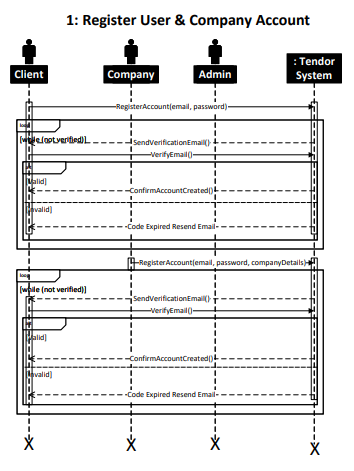 1: Register User & Company Account
Client
Company
Admin
: Tendor
System
RegisterAccount(email, password)
loop
[while (not verified)]
SendVerificationEmail()
VerifyEmail()
[Valid]
ConfirmAccountCreated()
[Invalid]
Code Expired Resend Email
RegisterAccount(email, password, companyDetails)
loop
[while (not verified)]
SendVerificationEmail()
VerifyEmail()
[Valid]
ConfirmAccountCreated()
[Invalid]
Code Expired Resend Email
X
X
X
X